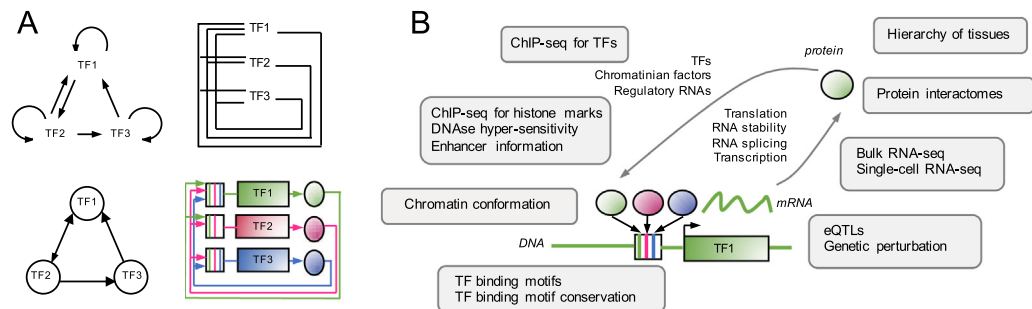 A
TF1
TF2
TF3
TF1
TF2
TF3
TF1
TF2
TF3
TF1
TF2
TF3
B
ChIP-seq for TFs
Hierarchy of tissues
protein
TFs
Chromatinian factors
Regulatory RNAs
Protein interactomes
ChIP-seq for histone marks
DNAse hyper-sensitivity
Enhancer information
Translation
RNA stability
RNA splicing
Transcription
Bulk RNA-seq
Single-cell RNA-seq
Chromatin conformation
mRNA
DNA
TF1
eQTLs
Genetic perturbation
TF binding motifs
TF binding motif conservation